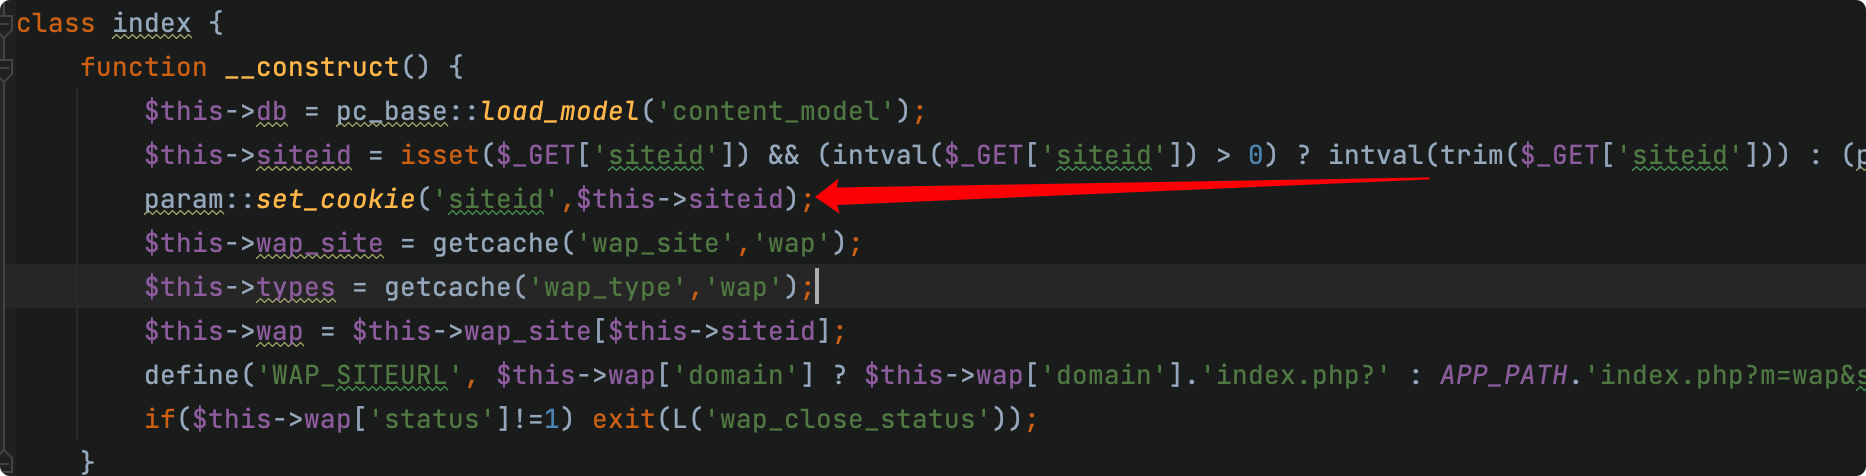 class index {
function __construct() {
$this->db = pc_base::load_model('content_model');
$this->siteid = isset($_GET['siteid']) && (intval($_GET['siteid']) > 0) ? intval(trim($_GET['siteid'])) : (p
param::set_cookie('siteid',$this->siteid);
$this->wap_site = getcache('wap_site','wap');
$this->types = getcache('wap_type','wap');
$this->wap = $this->wap_site[$this->siteid];
define('WAP_SITEURL', $this->wap['domain'] ? $this->wap['domain'].'index.php?' : APP_PATH.'index.php?m=wap&s
if($this->wap['status']!=1) exit(L('wap_close_status'));
}